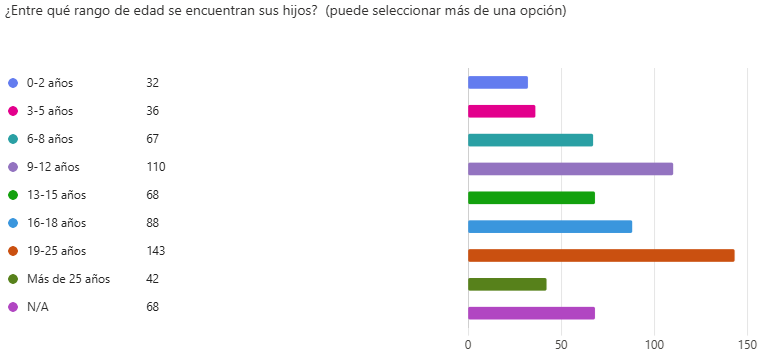 ¿Entre qué rango de edad se encuentran sus hijos?  (puede seleccionar más de una opción)
0-2 años 32
3-5 años 36
6-8 años 67
9-12 años 110
13-15 años 68
16-18 años 88
19-25 años 143
Más de 25 años 42
N/A 68
0 50 100 150